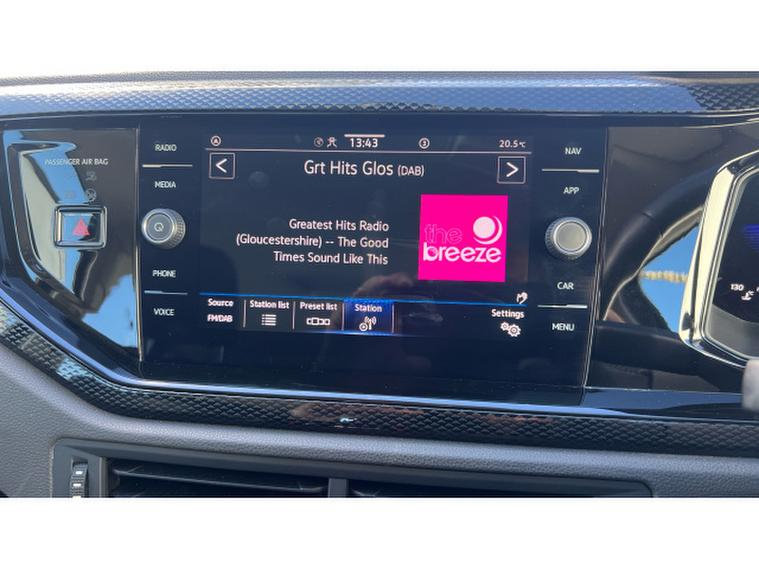 PASSENGER AIR BAG
RADIO
MEDIA
PHONE
VOICE
13:43
20.5°C
Grt Hits Glos (DAB)
Greatest Hits Radio
(Gloucestershire) -- The Good
Times Sound Like This
the
breeze
Source
FM/DAB
Station list
Preset list
Station
Settings
NAV
APP
CAR
MENU
130